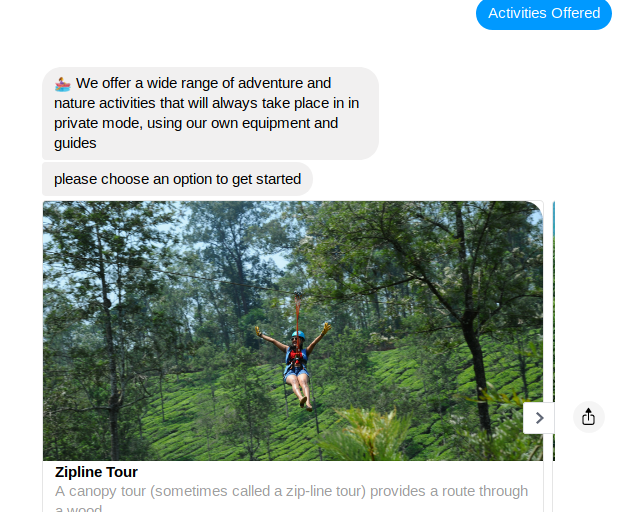 Activities Offered
🚣 We offer a wide range of adventure and
nature activities that will always take place in in
private mode, using our own equipment and
guides
please choose an option to get started
Zipline Tour
A canopy tour (sometimes called a zip-line tour) provides a route through
a wood